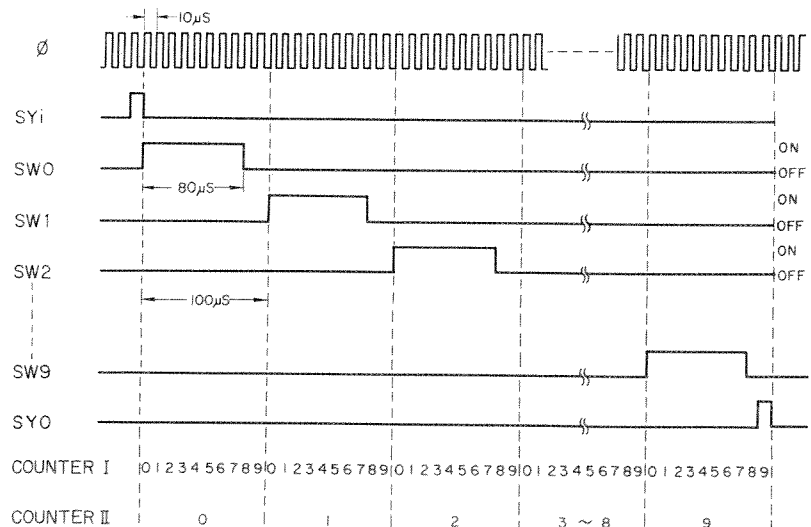 10µS
Ø
SYi
SW0 ON
OFF
80µS
SW1 ON
OFF
SW2 ON
OFF
100µS
SW9
SYO
COUNTER I 0 1 2 3 4 5 6 7 8 9 0 1 2 3 4 5 6 7 8 9 0 1 2 3 4 5 6 7 8 9 0 1 2 3 4 5 6 7 8 9 0 1 2 3 4 5 6 7 8 9
COUNTER II 0 1 2 3 ~ 8 9